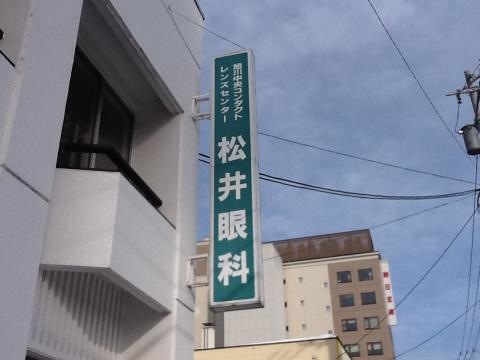 旭川中央コンタクト
レンズセンター
松井眼科